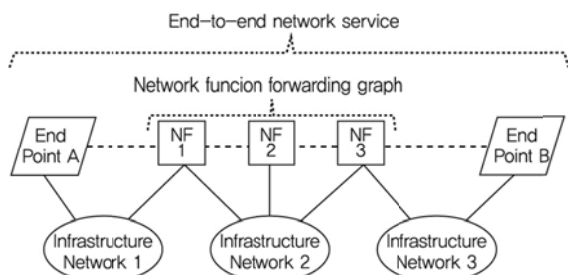 End-to-end network service
Network funcion forwarding graph
End
Point A
NF
1
NF
2
NF
3
End
Point B
Infrastructure
Network 1
Infrastructure
Network 2
Infrastructure
Network 3